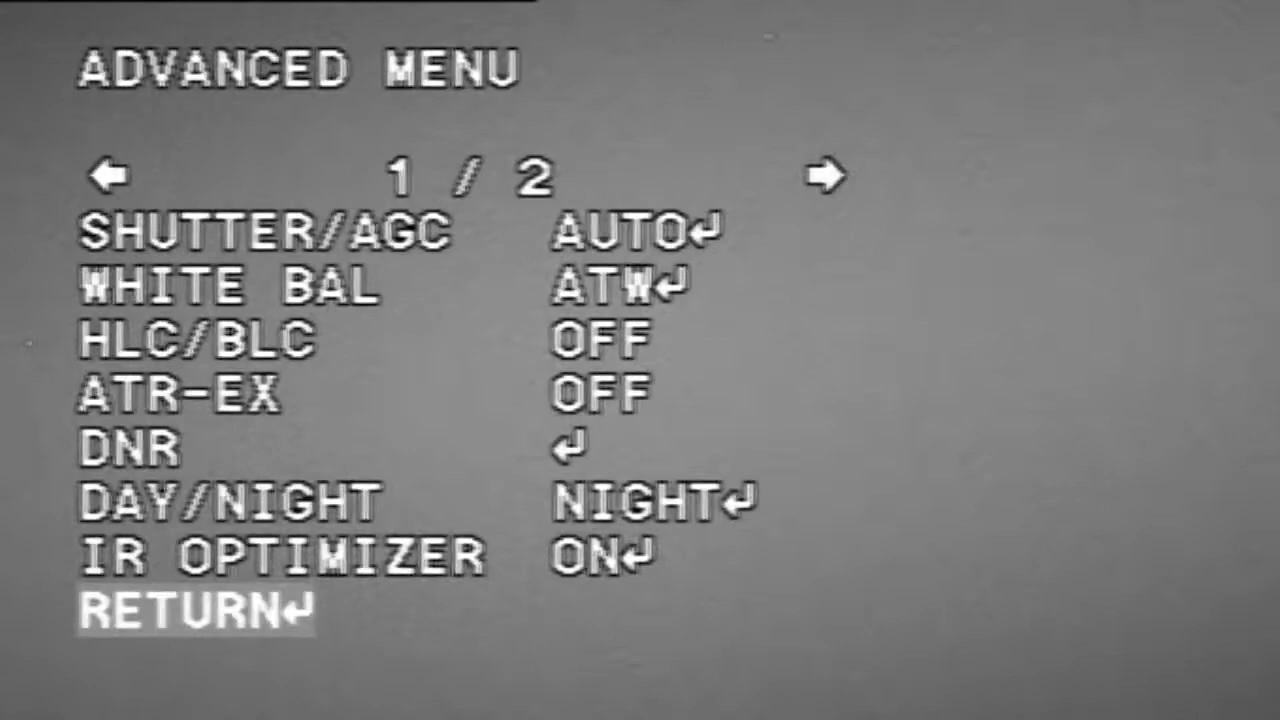 ADVANCED MENU
← 1 / 2 →
SHUTTER/AGC AUTO↵
WHITE BAL ATW↵
HLC/BLC OFF
ATR-EX OFF
DNR ↵
DAY/NIGHT NIGHT↵
IR OPTIMIZER ON↵
RETURN↵